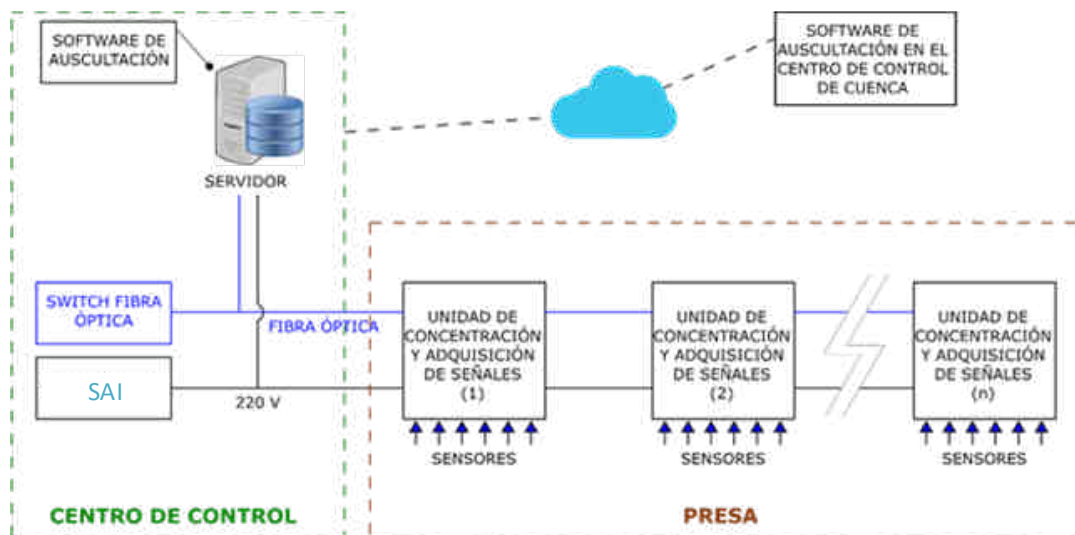 SOFTWARE DE
AUSCULTACIÓN
SOFTWARE DE
AUSCULTACIÓN EN EL
CENTRO DE CONTROL
DE CUENCA
SERVIDOR
SWITCH FIBRA
ÓPTICA
FIBRA ÓPTICA
SAI
220 V
UNIDAD DE
CONCENTRACIÓN
Y ADQUISICIÓN
DE SEÑALES
(1)
SENSORES
UNIDAD DE
CONCENTRACIÓN
Y ADQUISICIÓN
DE SEÑALES
(2)
SENSORES
UNIDAD DE
CONCENTRACIÓN
Y ADQUISICIÓN
DE SEÑALES
(n)
SENSORES
CENTRO DE CONTROL
PRESA